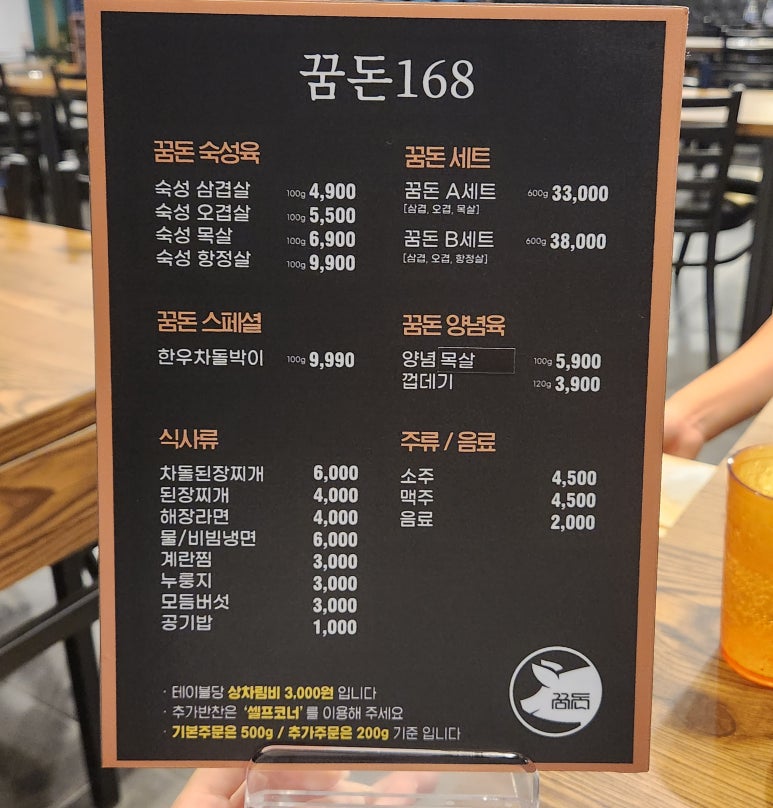 꿈돈168
꿈돈 숙성육
숙성 삼겹살 100g 4,900
숙성 오겹살 100g 5,500
숙성 목살 100g 6,900
숙성 항정살 100g 9,900
꿈돈 세트
꿈돈 A세트 600g 33,000
[삼겹, 오겹, 목살]
꿈돈 B세트 600g 38,000
[삼겹, 오겹, 항정살]
꿈돈 스페셜
한우차돌박이 100g 9,990
꿈돈 양념육
양념 목살 100g 5,900
껍데기 120g 3,900
식사류
차돌된장찌개 6,000
된장찌개 4,000
해장라면 4,000
물/비빔냉면 6,000
계란찜 3,000
누룽지 3,000
모듬버섯 3,000
공기밥 1,000
주류 / 음료
소주 4,500
맥주 4,500
음료 2,000
· 테이블당 상차림비 3,000원 입니다
· 추가반찬은 '셀프코너'를 이용해 주세요
· 기본주문은 500g / 추가주문은 200g 기준 입니다
꿈돈